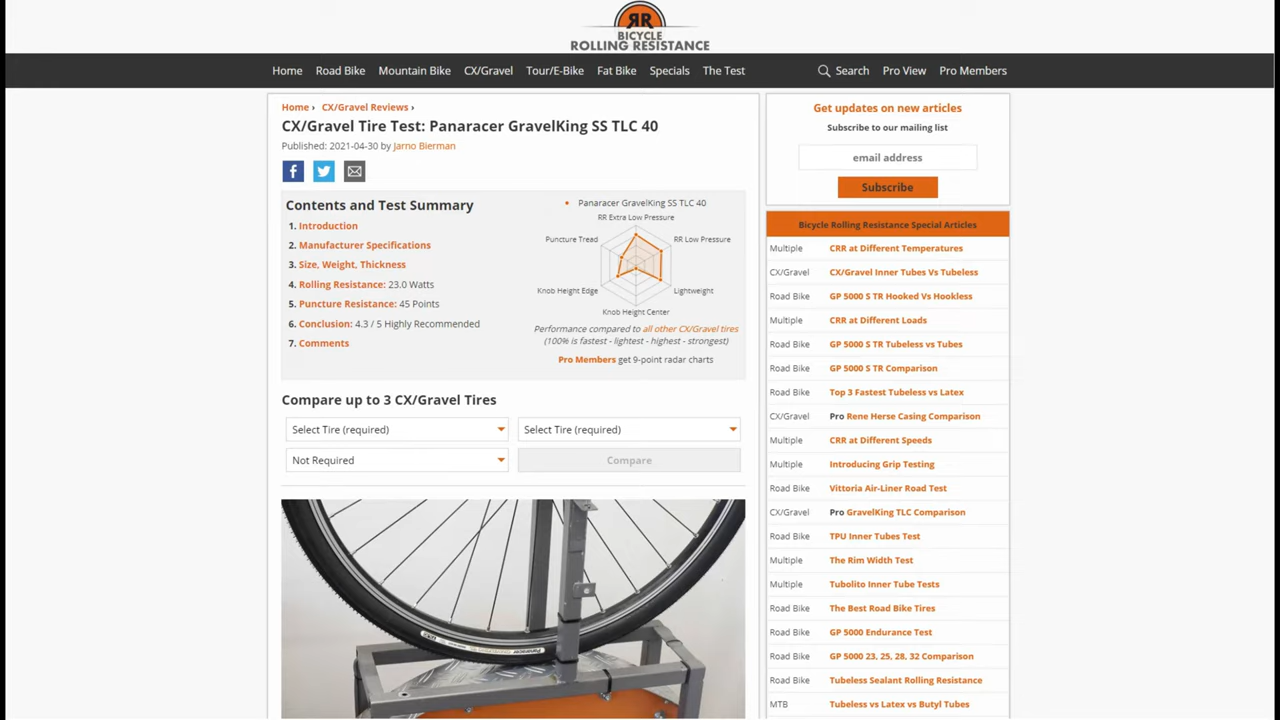 RR
BICYCLE
ROLLING RESISTANCE
Home Road Bike Mountain Bike CX/Gravel Tour/E-Bike Fat Bike Specials The Test Search Pro View Pro Members
Home › CX/Gravel Reviews ›
CX/Gravel Tire Test: Panaracer GravelKing SS TLC 40
Published: 2021-04-30 by Jarno Bierman
Contents and Test Summary
1. Introduction
2. Manufacturer Specifications
3. Size, Weight, Thickness
4. Rolling Resistance: 23.0 Watts
5. Puncture Resistance: 45 Points
6. Conclusion: 4.3 / 5 Highly Recommended
7. Comments
• Panaracer GravelKing SS TLC 40
RR Extra Low Pressure
Puncture Tread
RR Low Pressure
Knob Height Edge
Lightweight
Knob Height Center
Performance compared to all other CX/Gravel tires
(100% is fastest - lightest - highest - strongest)
Pro Members get 9-point radar charts
Compare up to 3 CX/Gravel Tires
Select Tire (required) Select Tire (required)
Not Required Compare
Panaracer
Get updates on new articles
Subscribe to our mailing list
email address
Subscribe
Bicycle Rolling Resistance Special Articles
Multiple CRR at Different Temperatures
CX/Gravel CX/Gravel Inner Tubes Vs Tubeless
Road Bike GP 5000 S TR Hooked Vs Hookless
Multiple CRR at Different Loads
Road Bike GP 5000 S TR Tubeless vs Tubes
Road Bike GP 5000 S TR Comparison
Road Bike Top 3 Fastest Tubeless vs Latex
CX/Gravel Pro Rene Herse Casing Comparison
Multiple CRR at Different Speeds
Multiple Introducing Grip Testing
Road Bike Vittoria Air-Liner Road Test
CX/Gravel Pro GravelKing TLC Comparison
Road Bike TPU Inner Tubes Test
Multiple The Rim Width Test
Multiple Tubolito Inner Tube Tests
Road Bike The Best Road Bike Tires
Road Bike GP 5000 Endurance Test
Road Bike GP 5000 23, 25, 28, 32 Comparison
Road Bike Tubeless Sealant Rolling Resistance
MTB Tubeless vs Latex vs Butyl Tubes